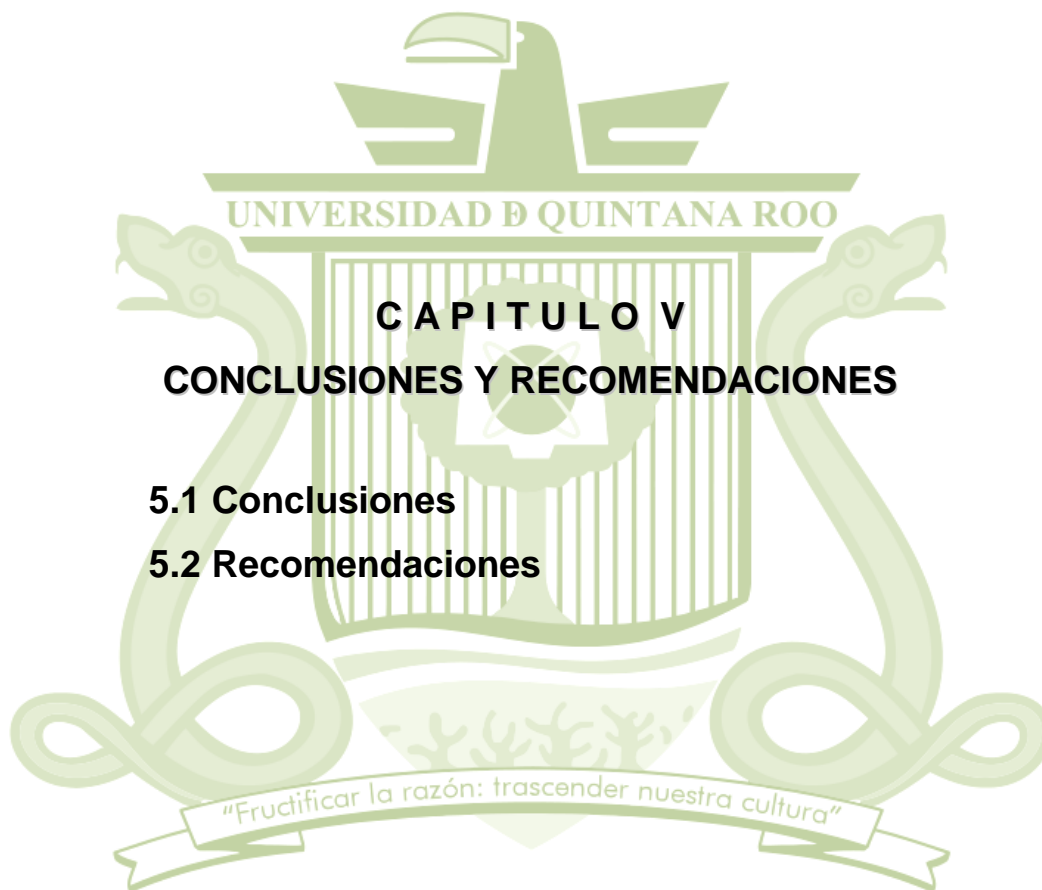 UNIVERSIDAD Đ QUINTANA ROO
C A P I T U L O V
CONCLUSIONES Y RECOMENDACIONES
5.1 Conclusiones
5.2 Recomendaciones
"Fructificar la razón: trascender nuestra cultura"